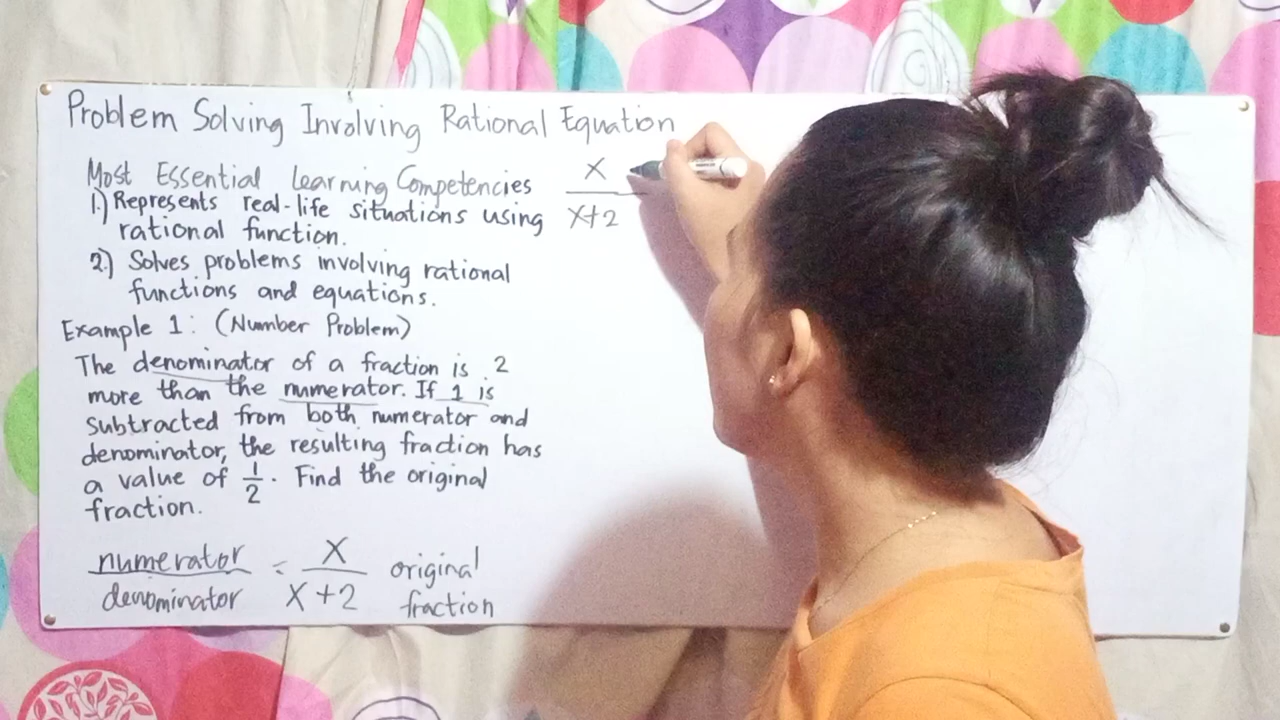 Problem Solving Involving Rational Equation
Most Essential Learning Competencies
1.) Represents real-life situations using
rational function.
2.) Solves problems involving rational
functions and equations.
Example 1: (Number Problem)
The denominator of a fraction is 2
more than the numerator. If 1 is
subtracted from both numerator and
denominator, the resulting fraction has
a value of 1/2. Find the original
fraction.
numerator/denominator = x/x+2 original
fraction
x
x+2